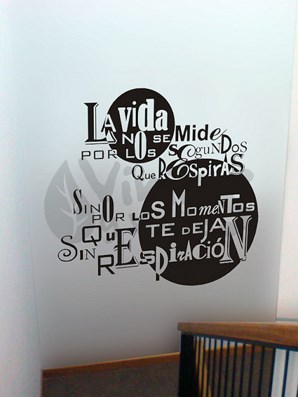 La vida
NO SE Mide
POR LOS SEGUNDOS
Que RESpiRAS
SiNO
POR LOS MOmeNTOS
QuE TE DEJAN
SIN RESpIRACIÓN